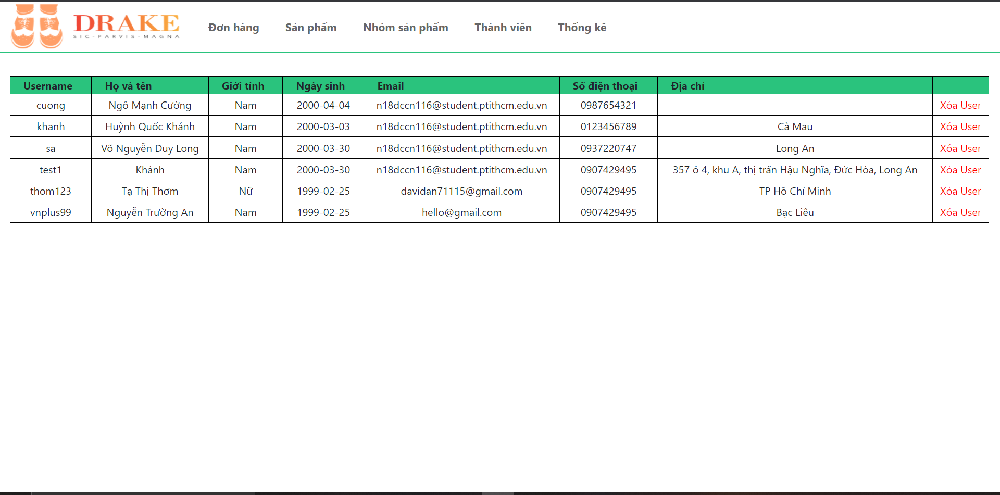 DRAKE
SIC-PARVIS-MAGNA
Đơn hàng Sản phẩm Nhóm sản phẩm Thành viên Thống kê
Username Họ và tên Giới tính Ngày sinh Email Số điện thoại Địa chỉ
cuong Ngô Mạnh Cường Nam 2000-04-04 n18dccn116@student.ptithcm.edu.vn 0987654321 Xóa User
khanh Huỳnh Quốc Khánh Nam 2000-03-03 n18dccn116@student.ptithcm.edu.vn 0123456789 Cà Mau Xóa User
sa Võ Nguyễn Duy Long Nam 2000-03-30 n18dccn116@student.ptithcm.edu.vn 0937220747 Long An Xóa User
test1 Khánh Nam 2000-03-30 n18dccn116@student.ptithcm.edu.vn 0907429495 357 ô 4, khu A, thị trấn Hậu Nghĩa, Đức Hòa, Long An Xóa User
thom123 Tạ Thị Thơm Nữ 1999-02-25 davidan71115@gmail.com 0907429495 TP Hồ Chí Minh Xóa User
vnplus99 Nguyễn Trường An Nam 1999-02-25 hello@gmail.com 0907429495 Bạc Liêu Xóa User